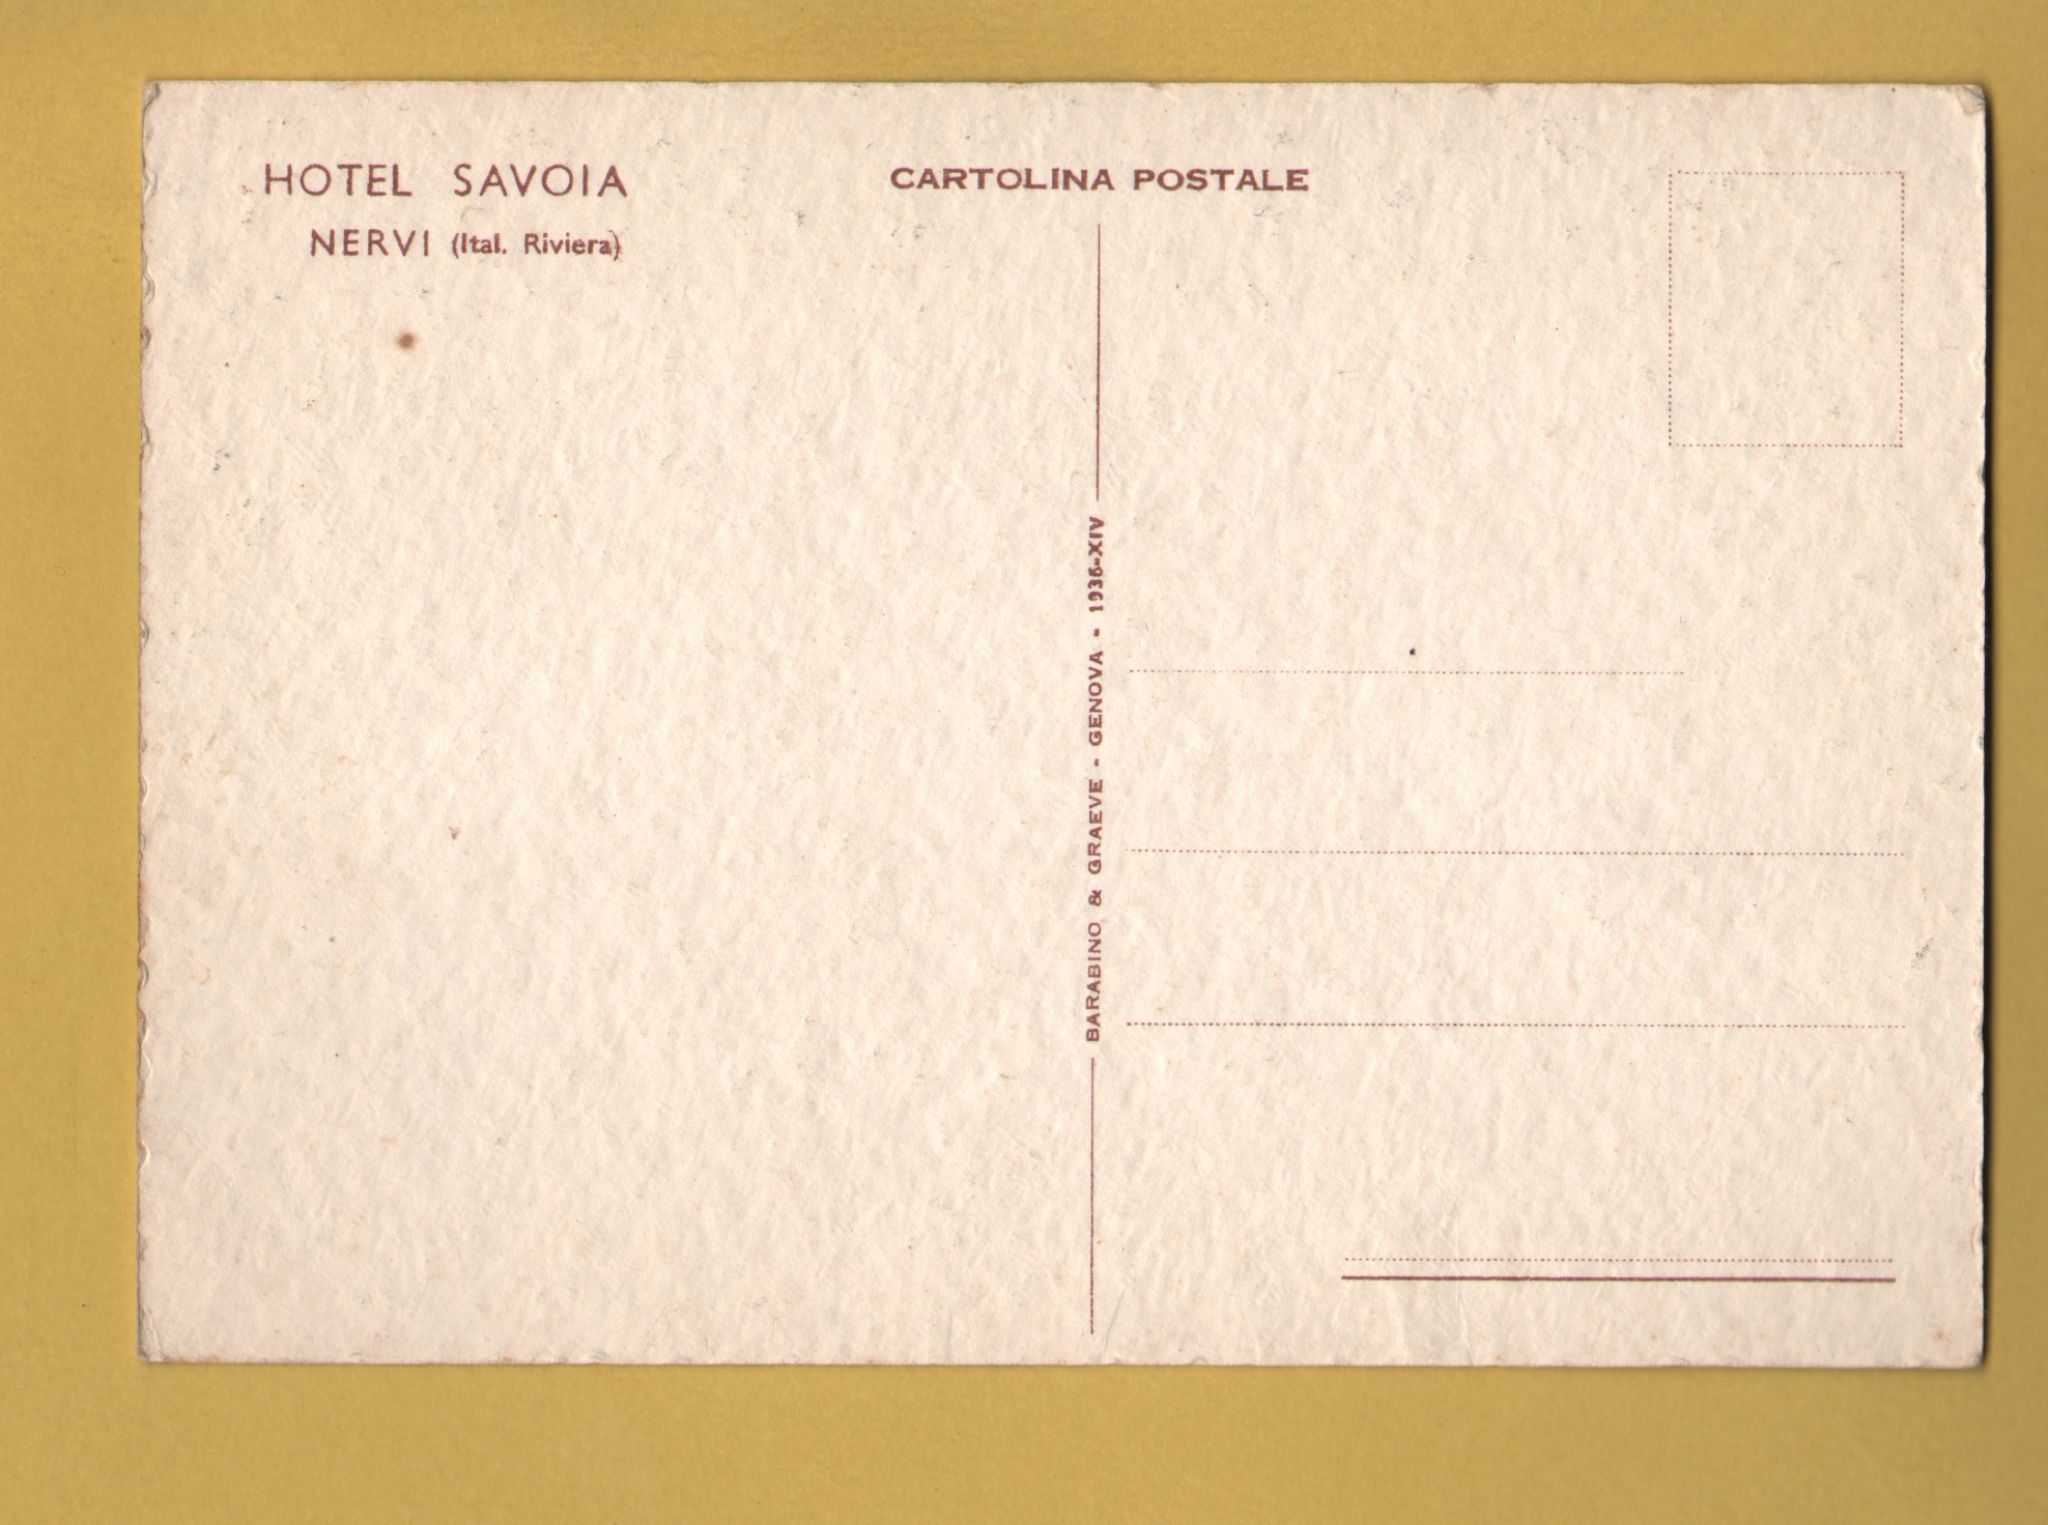 HOTEL SAVOIA
NERVI (Ital. Riviera)
CARTOLINA POSTALE
BARABINO & GRAEVE - GENOVA - 1936-XIV